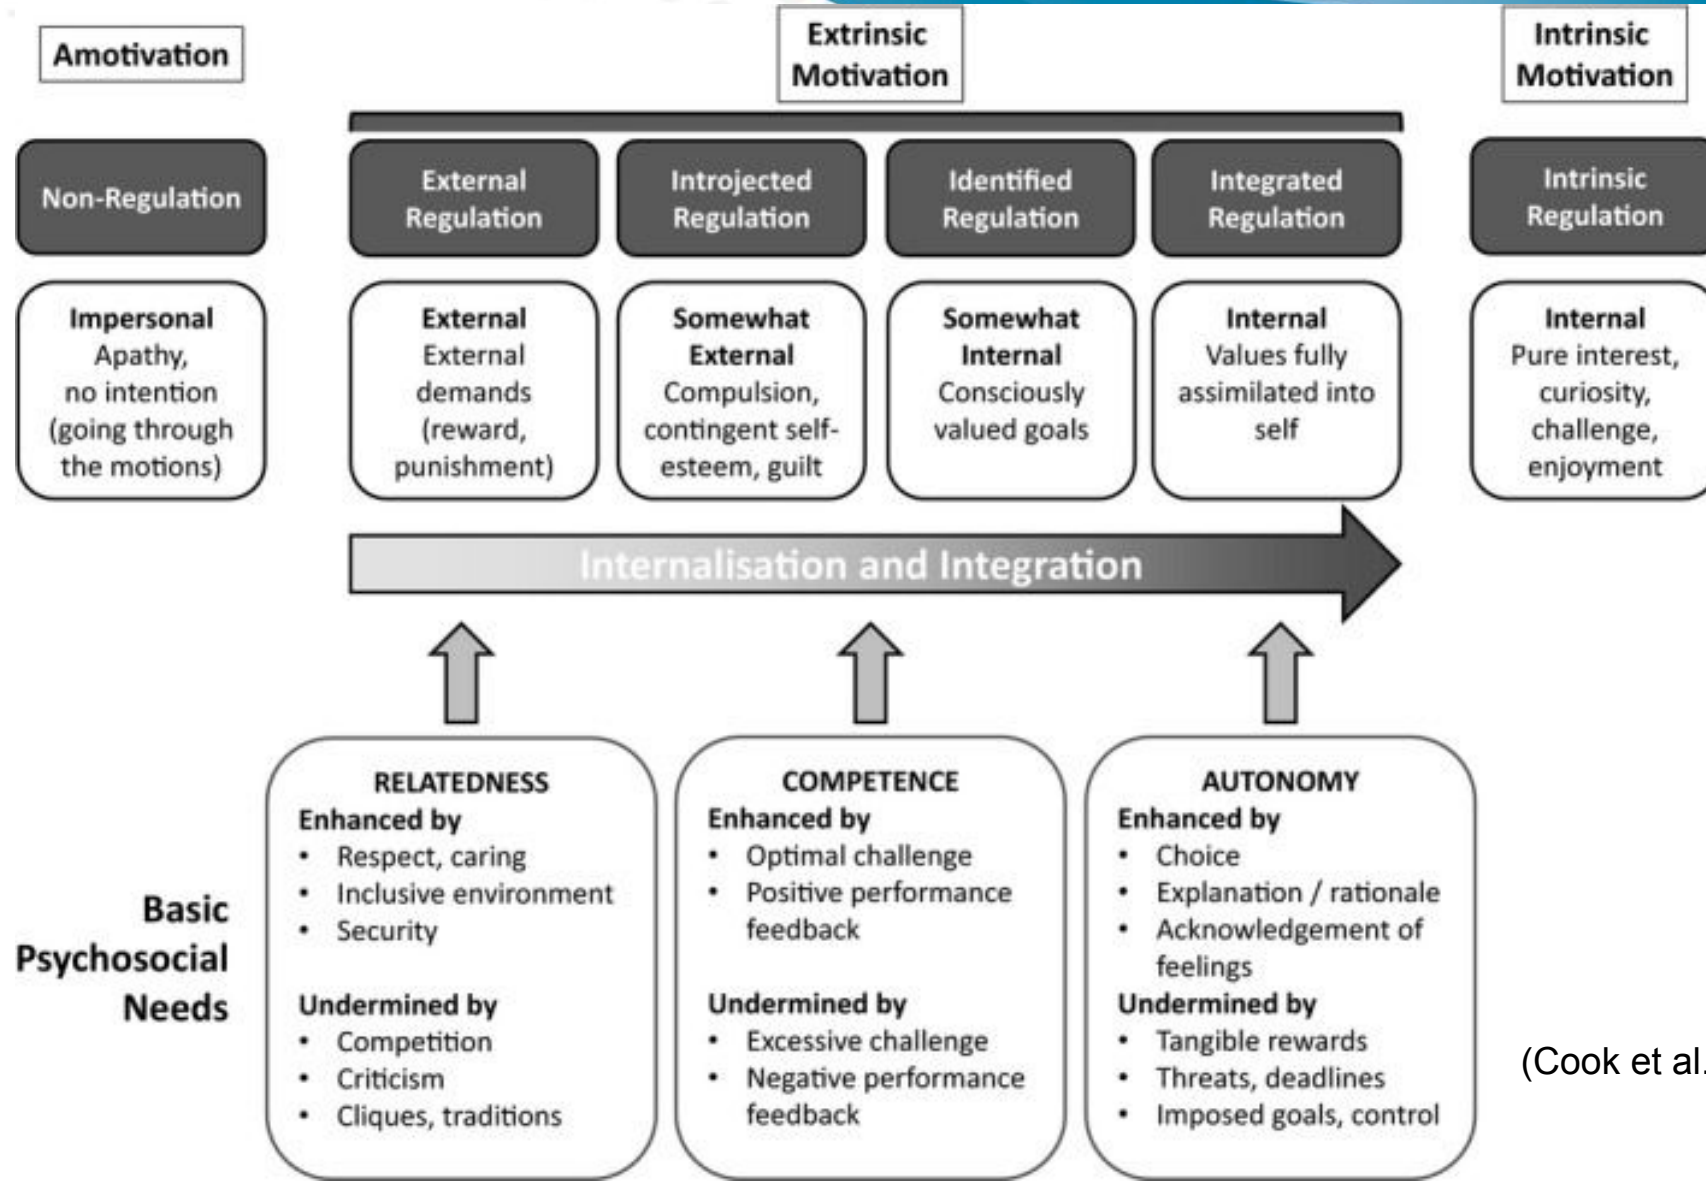 Amotivation
Extrinsic
Motivation
Intrinsic
Motivation
Non-Regulation
External
Regulation
Introjected
Regulation
Identified
Regulation
Integrated
Regulation
Intrinsic
Regulation
Impersonal
Apathy,
no intention
(going through
the motions)
External
External
demands
(reward,
punishment)
Somewhat
External
Compulsion,
contingent self-
esteem, guilt
Somewhat
Internal
Consciously
valued goals
Internal
Values fully
assimilated into
self
Internal
Pure interest,
curiosity,
challenge,
enjoyment
Internalisation and Integration
Basic
Psychosocial
Needs
RELATEDNESS
Enhanced by
• Respect, caring
• Inclusive environment
• Security
Undermined by
• Competition
• Criticism
• Cliques, traditions
COMPETENCE
Enhanced by
• Optimal challenge
• Positive performance
feedback
Undermined by
• Excessive challenge
• Negative performance
feedback
AUTONOMY
Enhanced by
• Choice
• Explanation / rationale
• Acknowledgement of
feelings
Undermined by
• Tangible rewards
• Threats, deadlines
• Imposed goals, control
(Cook et al.